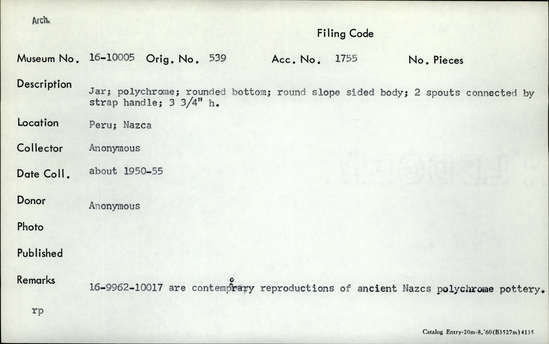 Arch.
Filing Code
Museum No. 16-10005 Orig. No. 539 Acc. No. 1755 No. Pieces
Description Jar; polychrome; rounded bottom; round slope sided body; 2 spouts connected by
strap handle; 3 3/4" h.
Location Peru; Nazca
Collector Anonymous
Date Coll. about 1950-55
Donor Anonymous
Photo
Published
Remarks 16-9962-10017 are contemporary reproductions of ancient Nazcs polychrome pottery.
rp
Catalog Entry-20m-8,'60(B3527m)4115